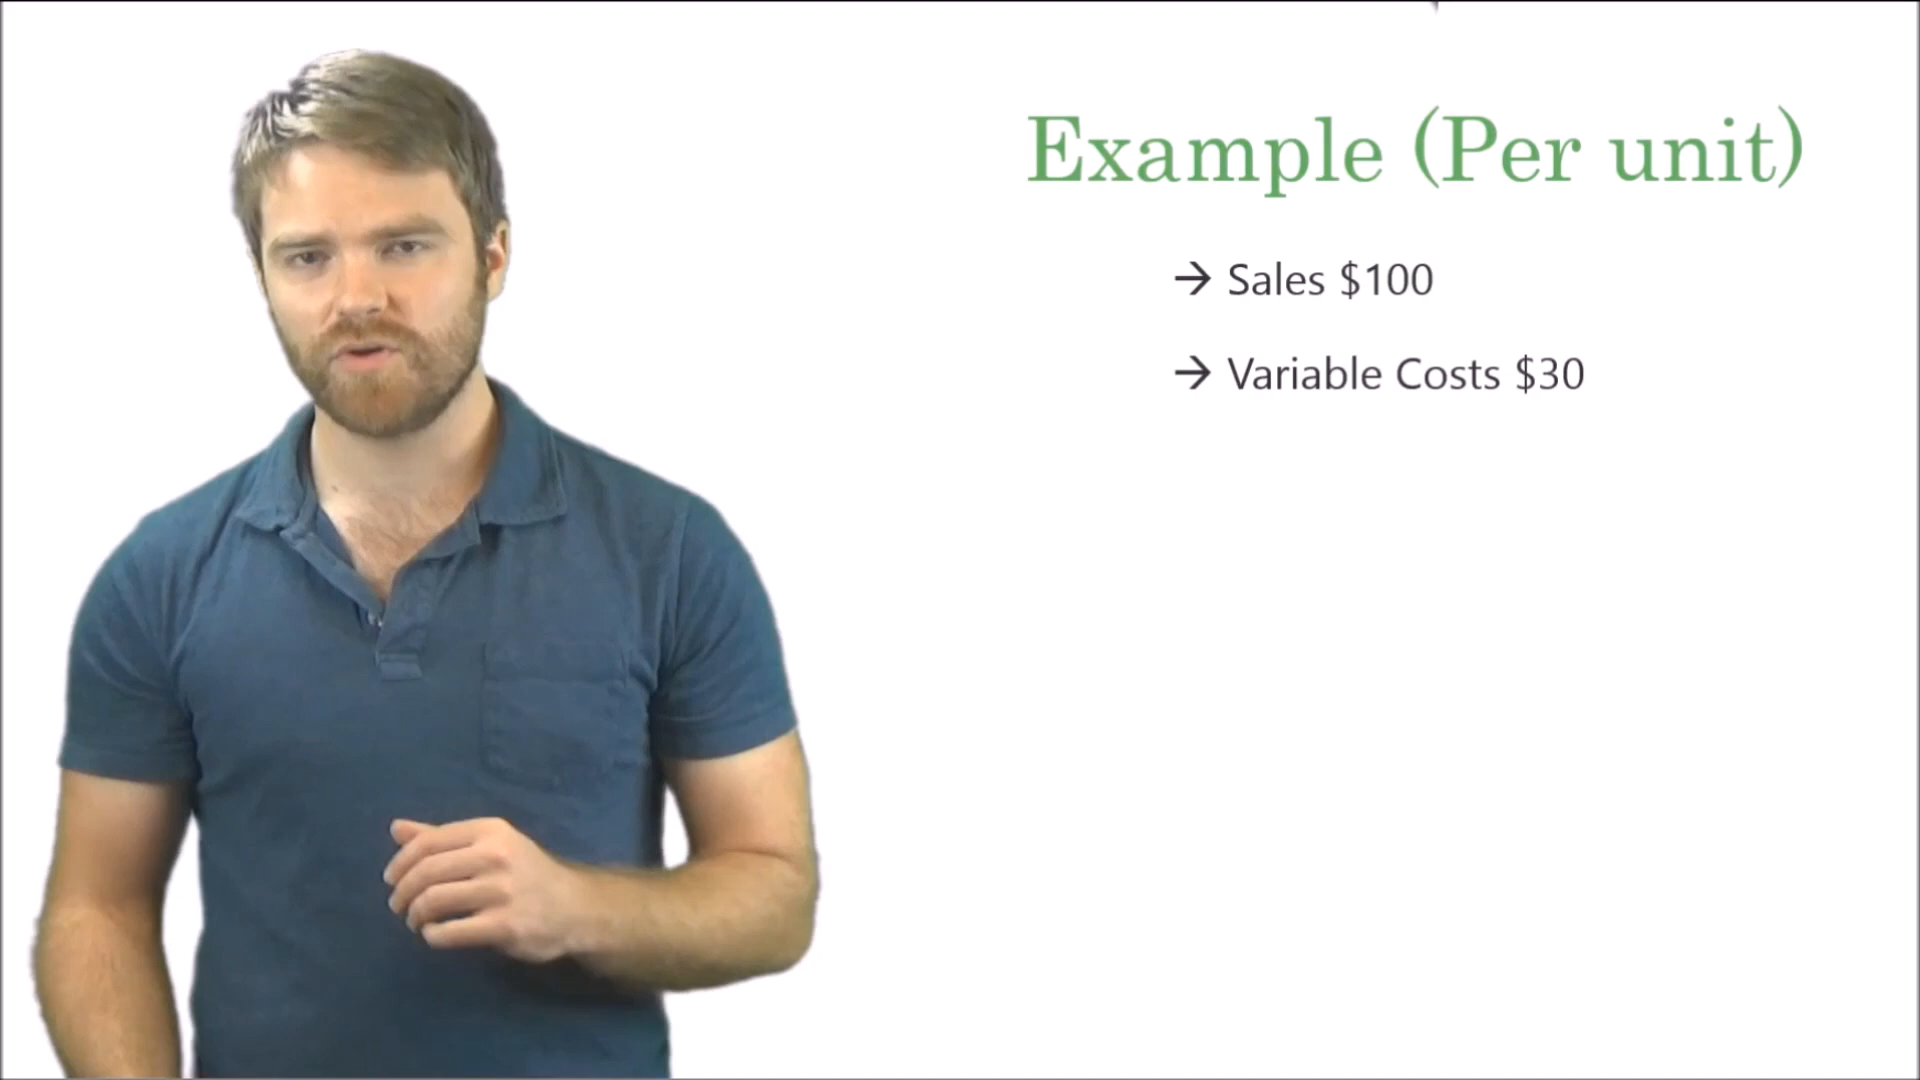 Example (Per unit)
→ Sales $100
→ Variable Costs $30